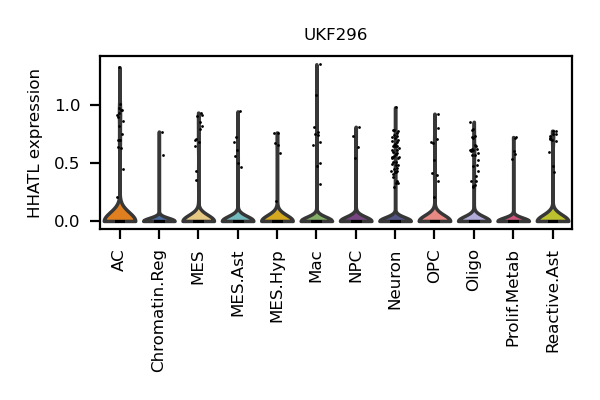 UKF296
HHATL expression
1.0
0.5
0.0
AC
Chromatin.Reg
MES
MES.Ast
MES.Hyp
Mac
NPC
Neuron
OPC
Oligo
Prolif.Metab
Reactive.Ast